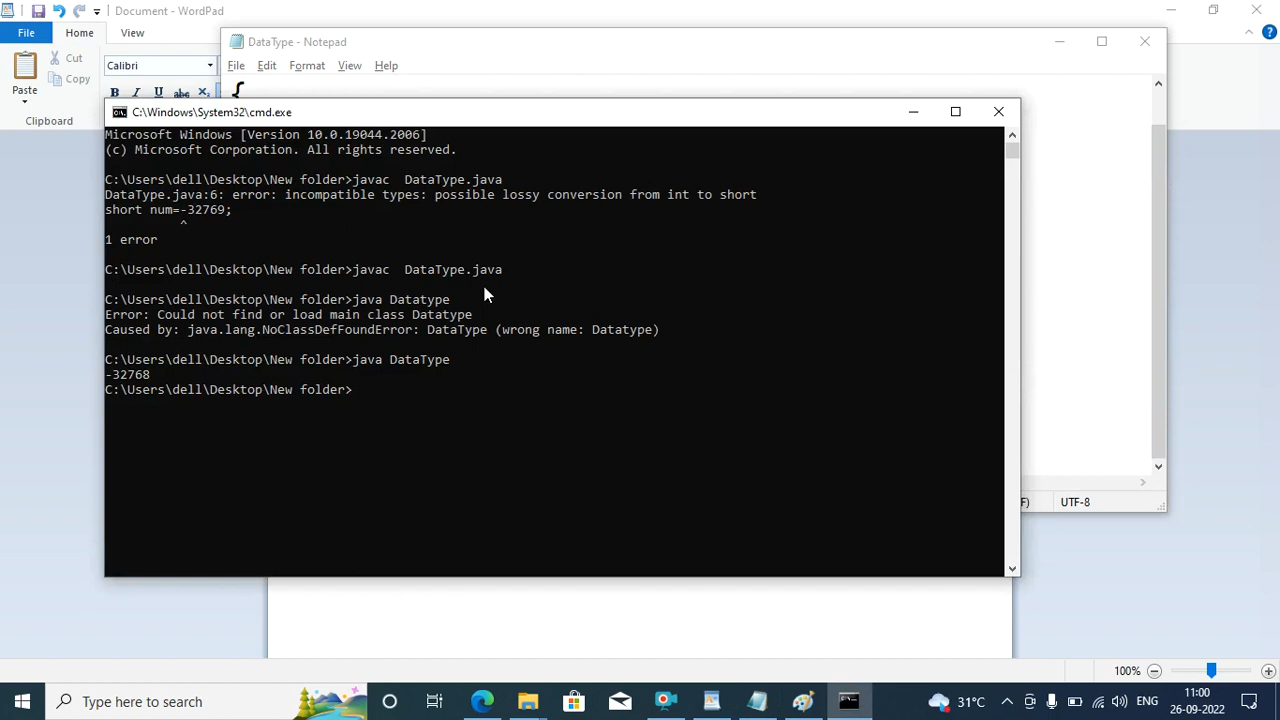 Document - WordPad
File
Home
View
Cut
Copy
Paste
Clipboard
Calibri
B I U abc X₂
DataType - Notepad
File Edit Format View Help
{
C:\Windows\System32\cmd.exe
Microsoft Windows [Version 10.0.19044.2006]
(c) Microsoft Corporation. All rights reserved.
C:\Users\dell\Desktop\New folder>javac  DataType.java
DataType.java:6: error: incompatible types: possible lossy conversion from int to short
short num=-32769;
^
1 error
C:\Users\dell\Desktop\New folder>javac  DataType.java
C:\Users\dell\Desktop\New folder>java Datatype
Error: Could not find or load main class Datatype
Caused by: java.lang.NoClassDefFoundError: DataType (wrong name: Datatype)
C:\Users\dell\Desktop\New folder>java DataType
-32768
C:\Users\dell\Desktop\New folder>
F)
UTF-8
100%
Type here to search
31°C
ENG
11:00
26-09-2022